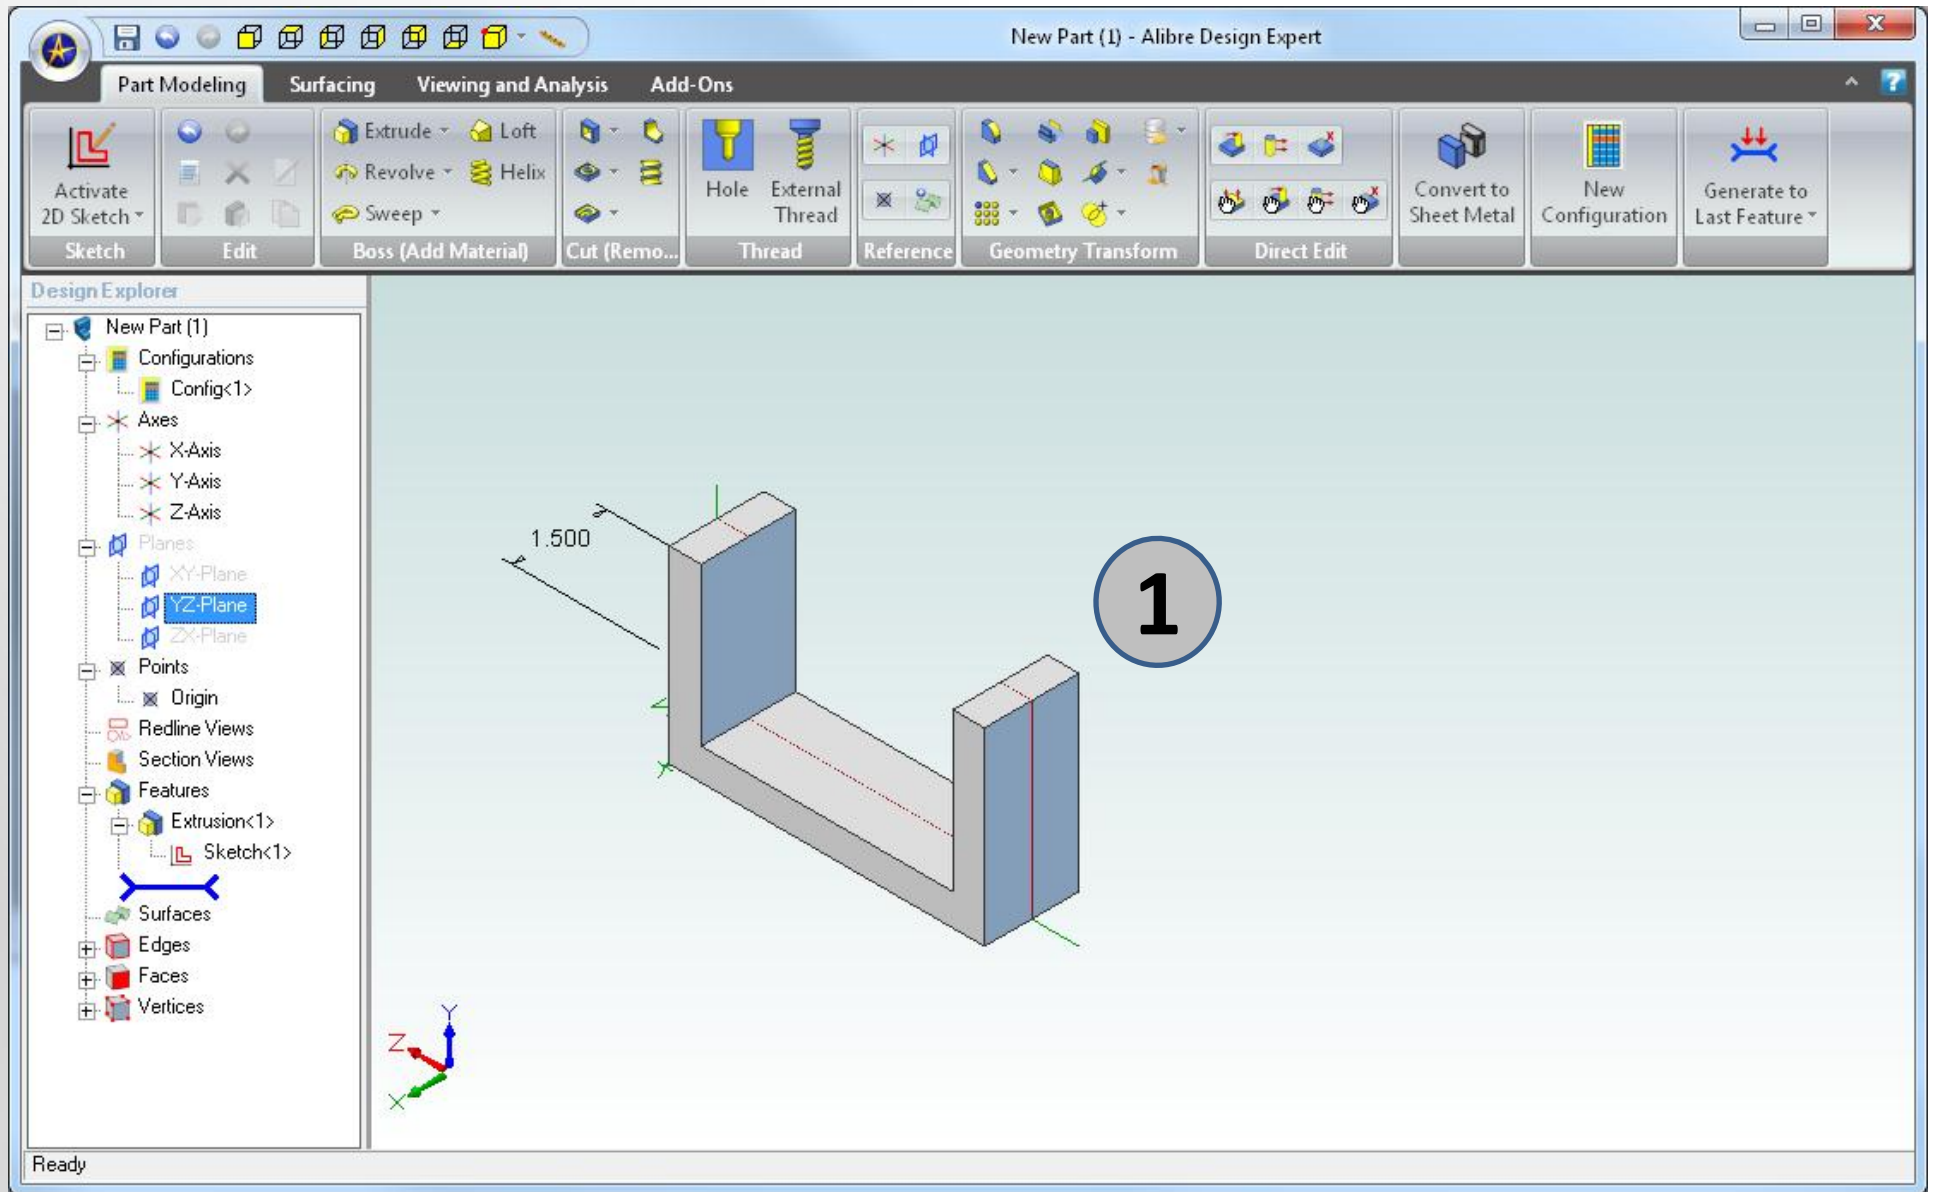 New Part (1) - Alibre Design Expert
Part Modeling Surfacing Viewing and Analysis Add-Ons
Activate
2D Sketch
Sketch
Edit
Extrude Loft
Revolve Helix
Sweep
Boss (Add Material)
Cut (Remo...
Hole
External
Thread
Thread
Reference
Geometry Transform
Direct Edit
Convert to
Sheet Metal
New
Configuration
Generate to
Last Feature
Design Explorer
New Part (1)
Configurations
Config<1>
Axes
X-Axis
Y-Axis
Z-Axis
Planes
XY-Plane
YZ-Plane
ZX-Plane
Points
Origin
Redline Views
Section Views
Features
Extrusion<1>
Sketch<1>
Surfaces
Edges
Faces
Vertices
1.500
1
Y
Z
X
Ready